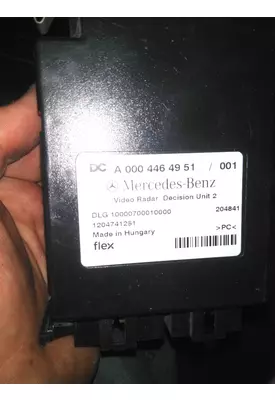 DC A 000 446 49 51 / 001
Mercedes-Benz
Video Radar Decision Unit 2
DLG 10000700010000 204841
1204741251
Made in Hungary >PC<
flex